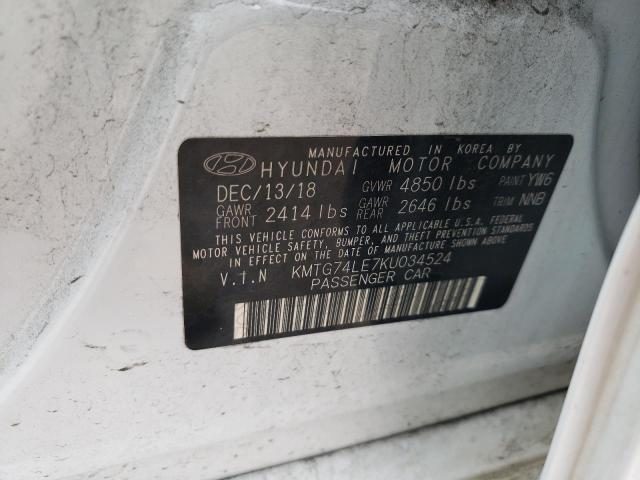 MANUFACTURED IN KOREA BY
HYUNDAI MOTOR COMPANY
DEC/13/18 GVWR 4850 lbs PAINT YW6
GAWR FRONT 2414 lbs GAWR REAR 2646 lbs TRIM NNB
THIS VEHICLE CONFORMS TO ALL APPLICABLE U.S.A. FEDERAL
MOTOR VEHICLE SAFETY, BUMPER, AND THEFT PREVENTION STANDARDS
IN EFFECT ON THE DATE OF MANUFACTURE SHOWN ABOVE.
V.I.N KMTG74LE7KU034524
PASSENGER CAR